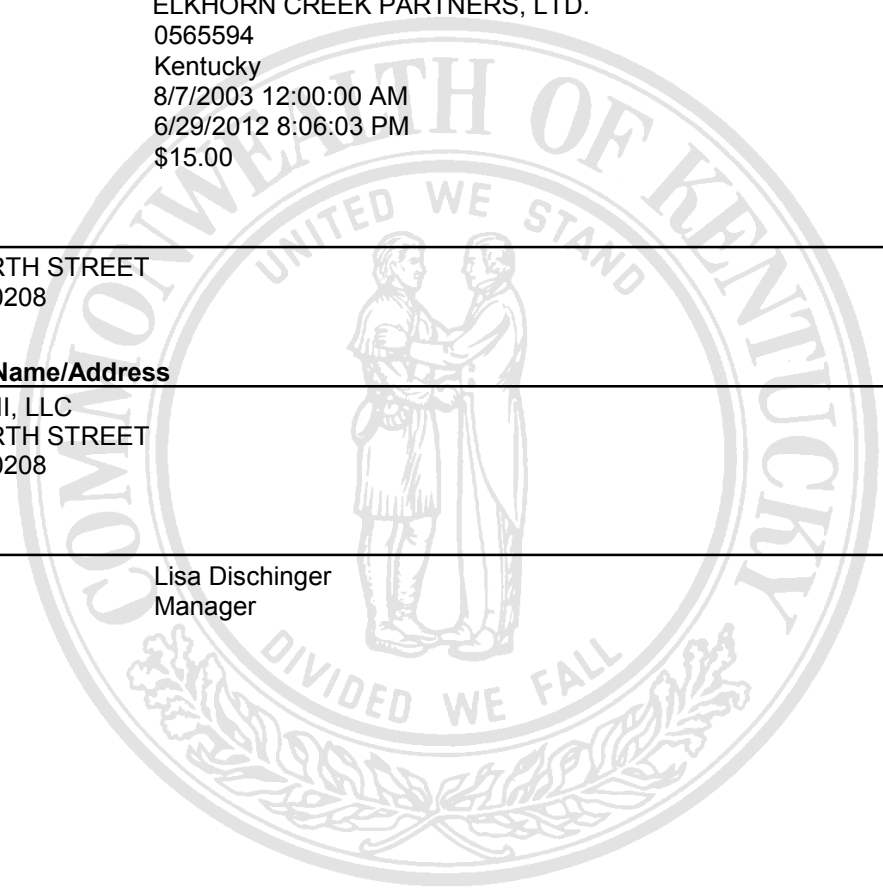 ELKHORN CREEK PARTNERS, LTD.
0565594
Kentucky
8/7/2003 12:00:00 AM
6/29/2012 8:06:03 PM
$15.00
RTH STREET
0208
Name/Address
II, LLC
RTH STREET
0208
Lisa Dischinger
Manager
COMMONWEALTH OF KENTUCKY
UNITED WE STAND
DIVIDED WE FALL